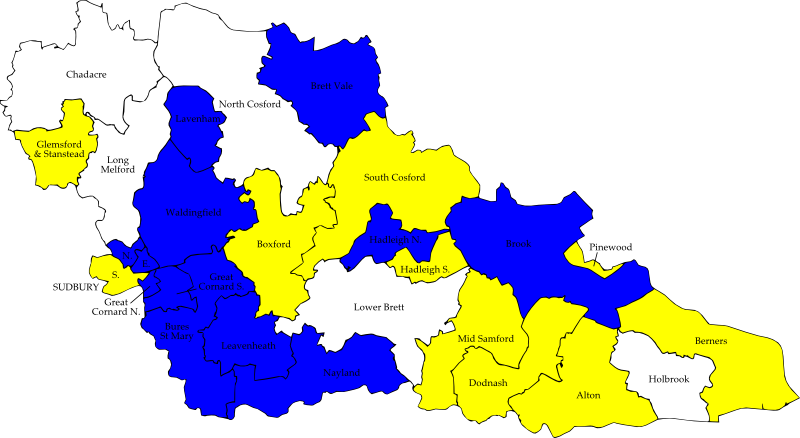 Brett Vale
Chadacre
North Cosford
Lavenham
Glemsford
& Stanstead
Long
Melford
South Cosford
Waldingfield
Hadleigh N.
Boxford
Brook
Pinewood
N.
E.
S.
Hadleigh S.
SUDBURY
Great
Cornard S.
Great
Cornard N.
Lower Brett
Bures
St Mary
Mid Samford
Berners
Leavenheath
Nayland
Dodnash
Holbrook
Alton